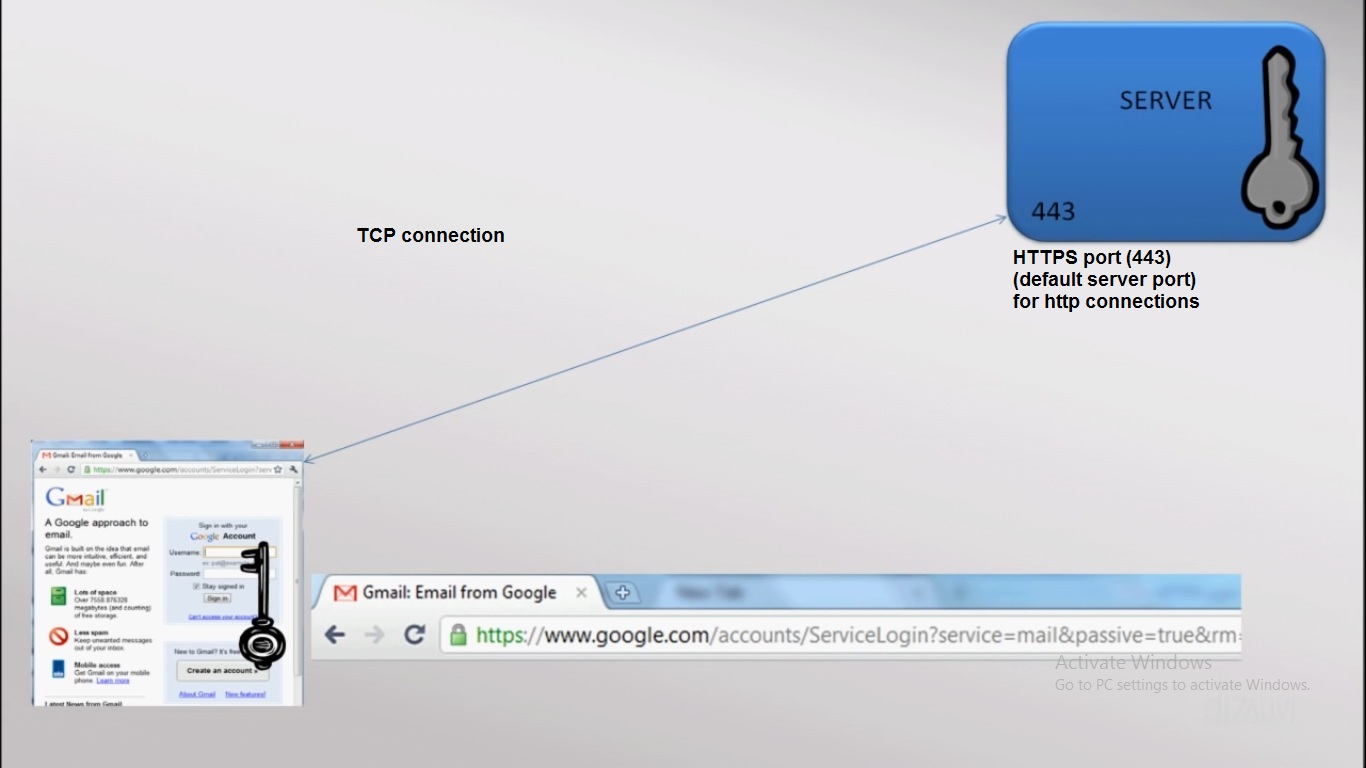 SERVER
443
TCP connection
HTTPS port (443)
(default server port)
for http connections
Gmail: Email from Google
https://www.google.com/accounts/ServiceLogin?serv
Gmail
A Google approach to
email.
Gmail is built on the idea that email
can be more intuitive, efficient, and
useful. And maybe even fun. After
all, Gmail has:
Lots of space
Over 7558.876328
megabytes (and counting)
of free storage.
Less spam
Keep unwanted messages
out of your inbox.
Mobile access
Get Gmail on your mobile
phone. Learn more
Latest News from Gmail
Sign in with your
Google Account
Username:
Password:
Stay signed in
Sign in
Can't access your
New to Gmail? It's
Create an account »
About Gmail New features!
Gmail: Email from Google
New Tab
https://www.google.com/accounts/ServiceLogin?service=mail&passive=true&rm=
Activate Windows
Go to PC settings to activate Windows.